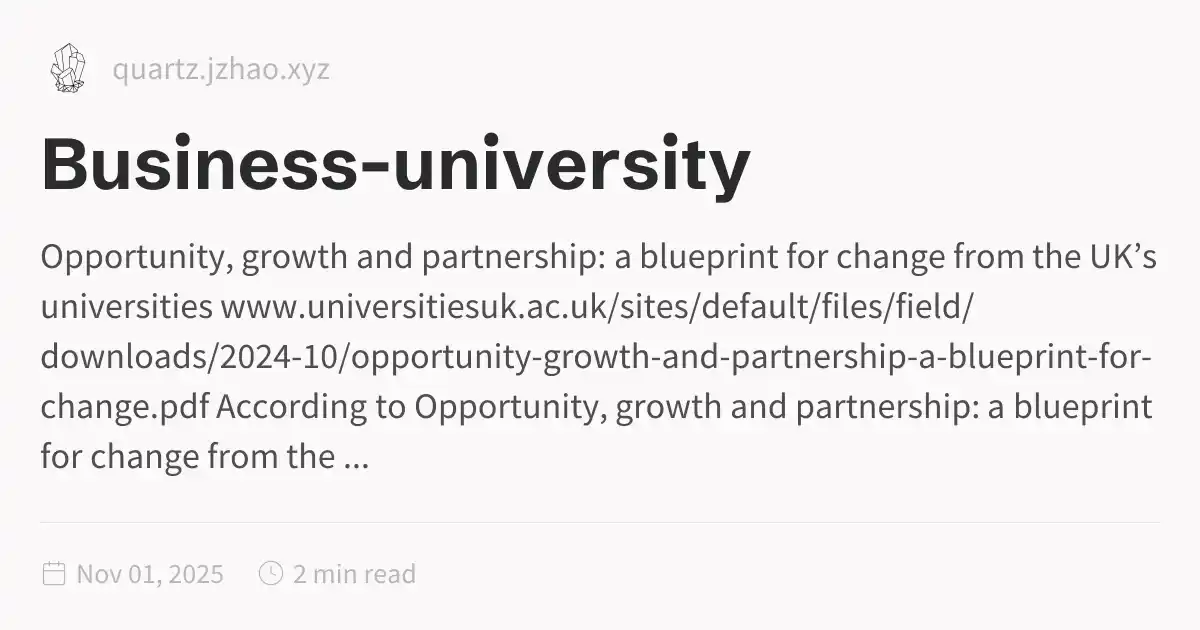 quartz.jzhao.xyz
Business-university
Opportunity, growth and partnership: a blueprint for change from the UK’s
universities www.universitiesuk.ac.uk/sites/default/files/field/
downloads/2024-10/opportunity-growth-and-partnership-a-blueprint-for-
change.pdf According to Opportunity, growth and partnership: a blueprint
for change from the ...
Nov 01, 2025 2 min read